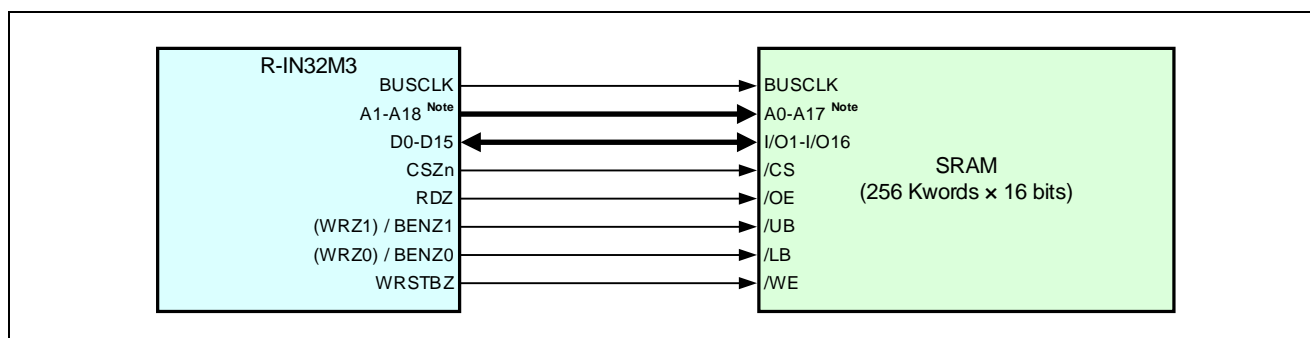 R-IN32M3
BUSCLK
A1-A18 Note
D0-D15
CSZn
RDZ
(WRZ1) / BENZ1
(WRZ0) / BENZ0
WRSTBZ
BUSCLK
A0-A17 Note
I/O1-I/O16
/CS
/OE
/UB
/LB
/WE
SRAM
(256 Kwords × 16 bits)